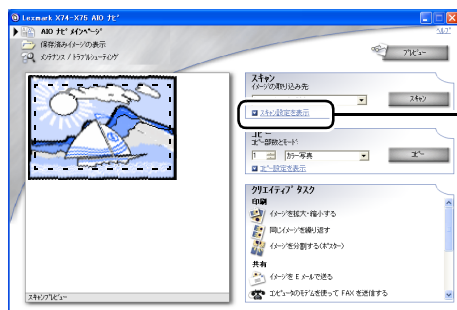 Lexmark X74-X75 AIO ナビ
AIO ナビ メインページ
ヘルプ
保存済みイメージの表示
メンテナンス / トラブルシューティング
プレビュー
スキャン
イメージの取り込み先:
スキャン
スキャン設定を表示
コピー
コピー部数とモード:
1 カラー写真
コピー
コピー設定を表示
クリエイティブ タスク
印刷
イメージを拡大・縮小する
同じイメージを繰り返す
イメージを分割する(ポスター)
共有
イメージを E メールで送る
コンピュータのモデムを使って FAX を送信する
スキャンプレビュー